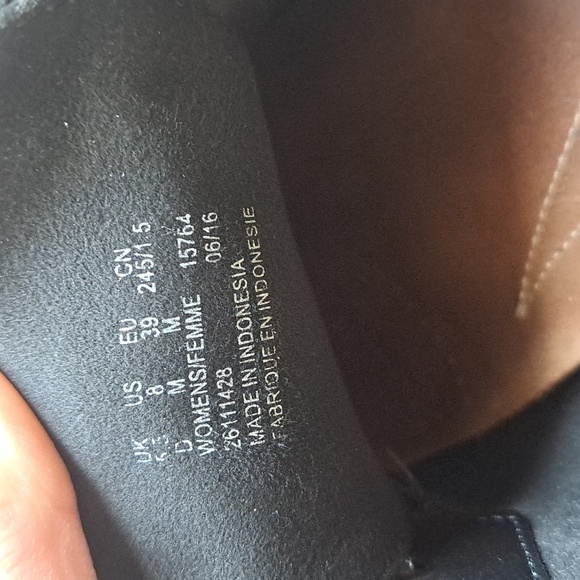 UK US EU CN
8 39 245/1 5
D M M
WOMENS/FEMME 15764
26111428 06/16
MADE IN INDONESIA
FABRIQUE EN INDONESIE